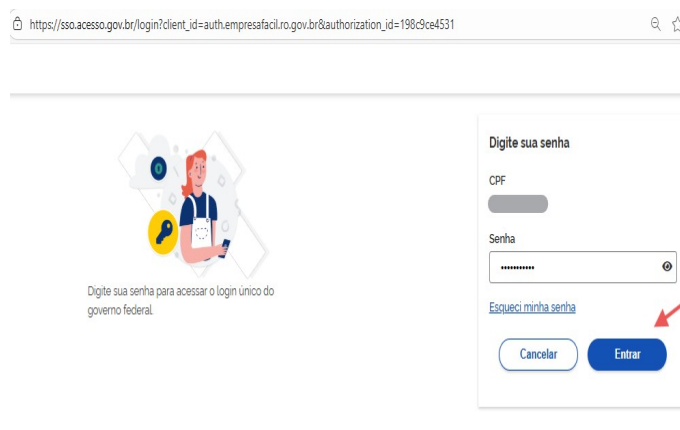 https://sso.acesso.gov.br/login?client_id=auth.empresafacil.ro.gov.br&authorization_id=198c9ce4531
Digite sua senha para acessar o login único do
governo federal.
Digite sua senha
CPF
Senha
Esqueci minha senha
Cancelar Entrar